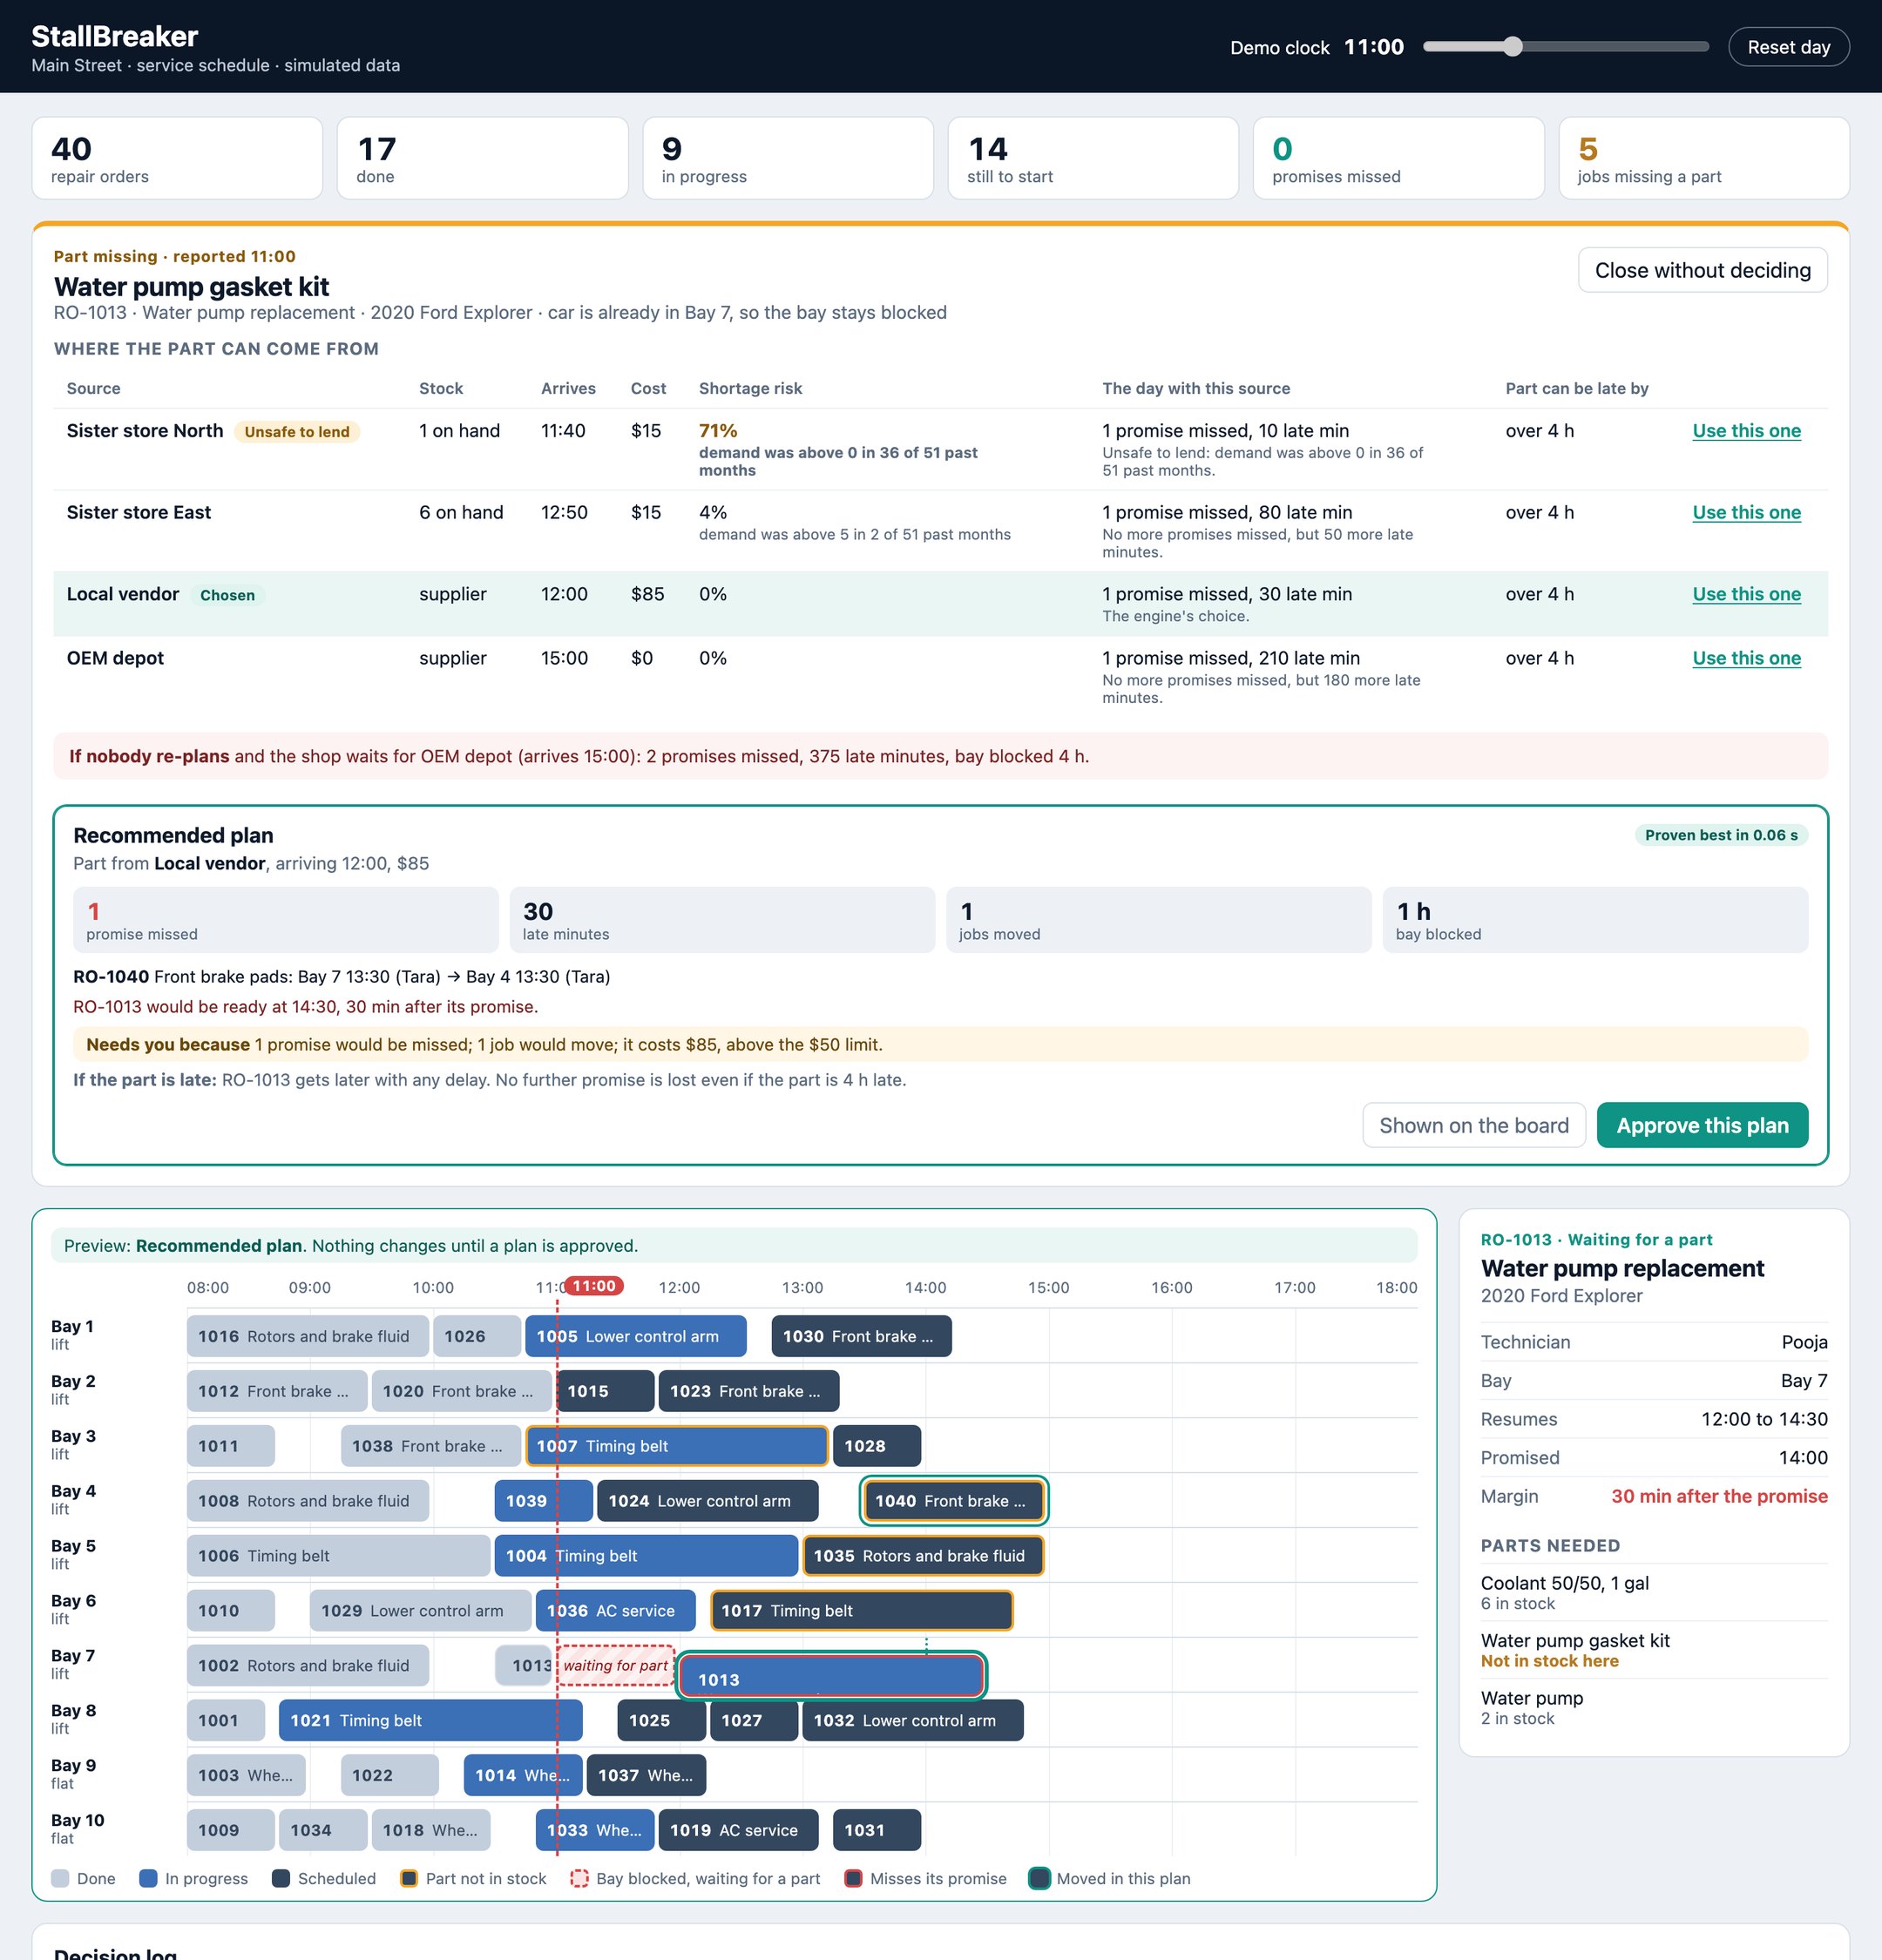 StallBreaker
Main Street · service schedule · simulated data
Demo clock 11:00
Reset day
40
repair orders
17
done
9
in progress
14
still to start
0
promises missed
5
jobs missing a part
Part missing · reported 11:00
Water pump gasket kit
RO-1013 · Water pump replacement · 2020 Ford Explorer · car is already in Bay 7, so the bay stays blocked
Close without deciding
WHERE THE PART CAN COME FROM
Source Stock Arrives Cost Shortage risk The day with this source Part can be late by
Sister store North Unsafe to lend 1 on hand 11:40 $15 71% 1 promise missed, 10 late min over 4 h Use this one
demand was above 0 in 36 of 51 past months
Unsafe to lend: demand was above 0 in 36 of 51 past months.
Sister store East 6 on hand 12:50 $15 4% 1 promise missed, 80 late min over 4 h Use this one
demand was above 5 in 2 of 51 past months
No more promises missed, but 50 more late minutes.
Local vendor Chosen supplier 12:00 $85 0% 1 promise missed, 30 late min over 4 h Use this one
The engine's choice.
OEM depot supplier 15:00 $0 0% 1 promise missed, 210 late min over 4 h Use this one
No more promises missed, but 180 more late minutes.
If nobody re-plans and the shop waits for OEM depot (arrives 15:00): 2 promises missed, 375 late minutes, bay blocked 4 h.
Recommended plan
Proven best in 0.06 s
Part from Local vendor, arriving 12:00, $85
1
promise missed
30
late minutes
1
jobs moved
1 h
bay blocked
RO-1040 Front brake pads: Bay 7 13:30 (Tara) → Bay 4 13:30 (Tara)
RO-1013 would be ready at 14:30, 30 min after its promise.
Needs you because 1 promise would be missed; 1 job would move; it costs $85, above the $50 limit.
If the part is late: RO-1013 gets later with any delay. No further promise is lost even if the part is 4 h late.
Shown on the board
Approve this plan
Preview: Recommended plan. Nothing changes until a plan is approved.
08:00 09:00 10:00 11:0 11:00 12:00 13:00 14:00 15:00 16:00 17:00 18:00
Bay 1
lift
1016 Rotors and brake fluid 1026 1005 Lower control arm 1030 Front brake ...
Bay 2
lift
1012 Front brake ... 1020 Front brake ... 1015 1023 Front brake ...
Bay 3
lift
1011 1038 Front brake ... 1007 Timing belt 1028
Bay 4
lift
1008 Rotors and brake fluid 1039 1024 Lower control arm 1040 Front brake ...
Bay 5
lift
1006 Timing belt 1004 Timing belt 1035 Rotors and brake fluid
Bay 6
lift
1010 1029 Lower control arm 1036 AC service 1017 Timing belt
Bay 7
lift
1002 Rotors and brake fluid 1013 waiting for part 1013
Bay 8
lift
1001 1021 Timing belt 1025 1027 1032 Lower control arm
Bay 9
flat
1003 Whe... 1022 1014 Whe... 1037 Whe...
Bay 10
flat
1009 1034 1018 Whe... 1033 Whe... 1019 AC service 1031
Done In progress Scheduled Part not in stock Bay blocked, waiting for a part Misses its promise Moved in this plan
RO-1013 · Waiting for a part
Water pump replacement
2020 Ford Explorer
Technician Pooja
Bay Bay 7
Resumes 12:00 to 14:30
Promised 14:00
Margin 30 min after the promise
PARTS NEEDED
Coolant 50/50, 1 gal
6 in stock
Water pump gasket kit
Not in stock here
Water pump
2 in stock
Decision log